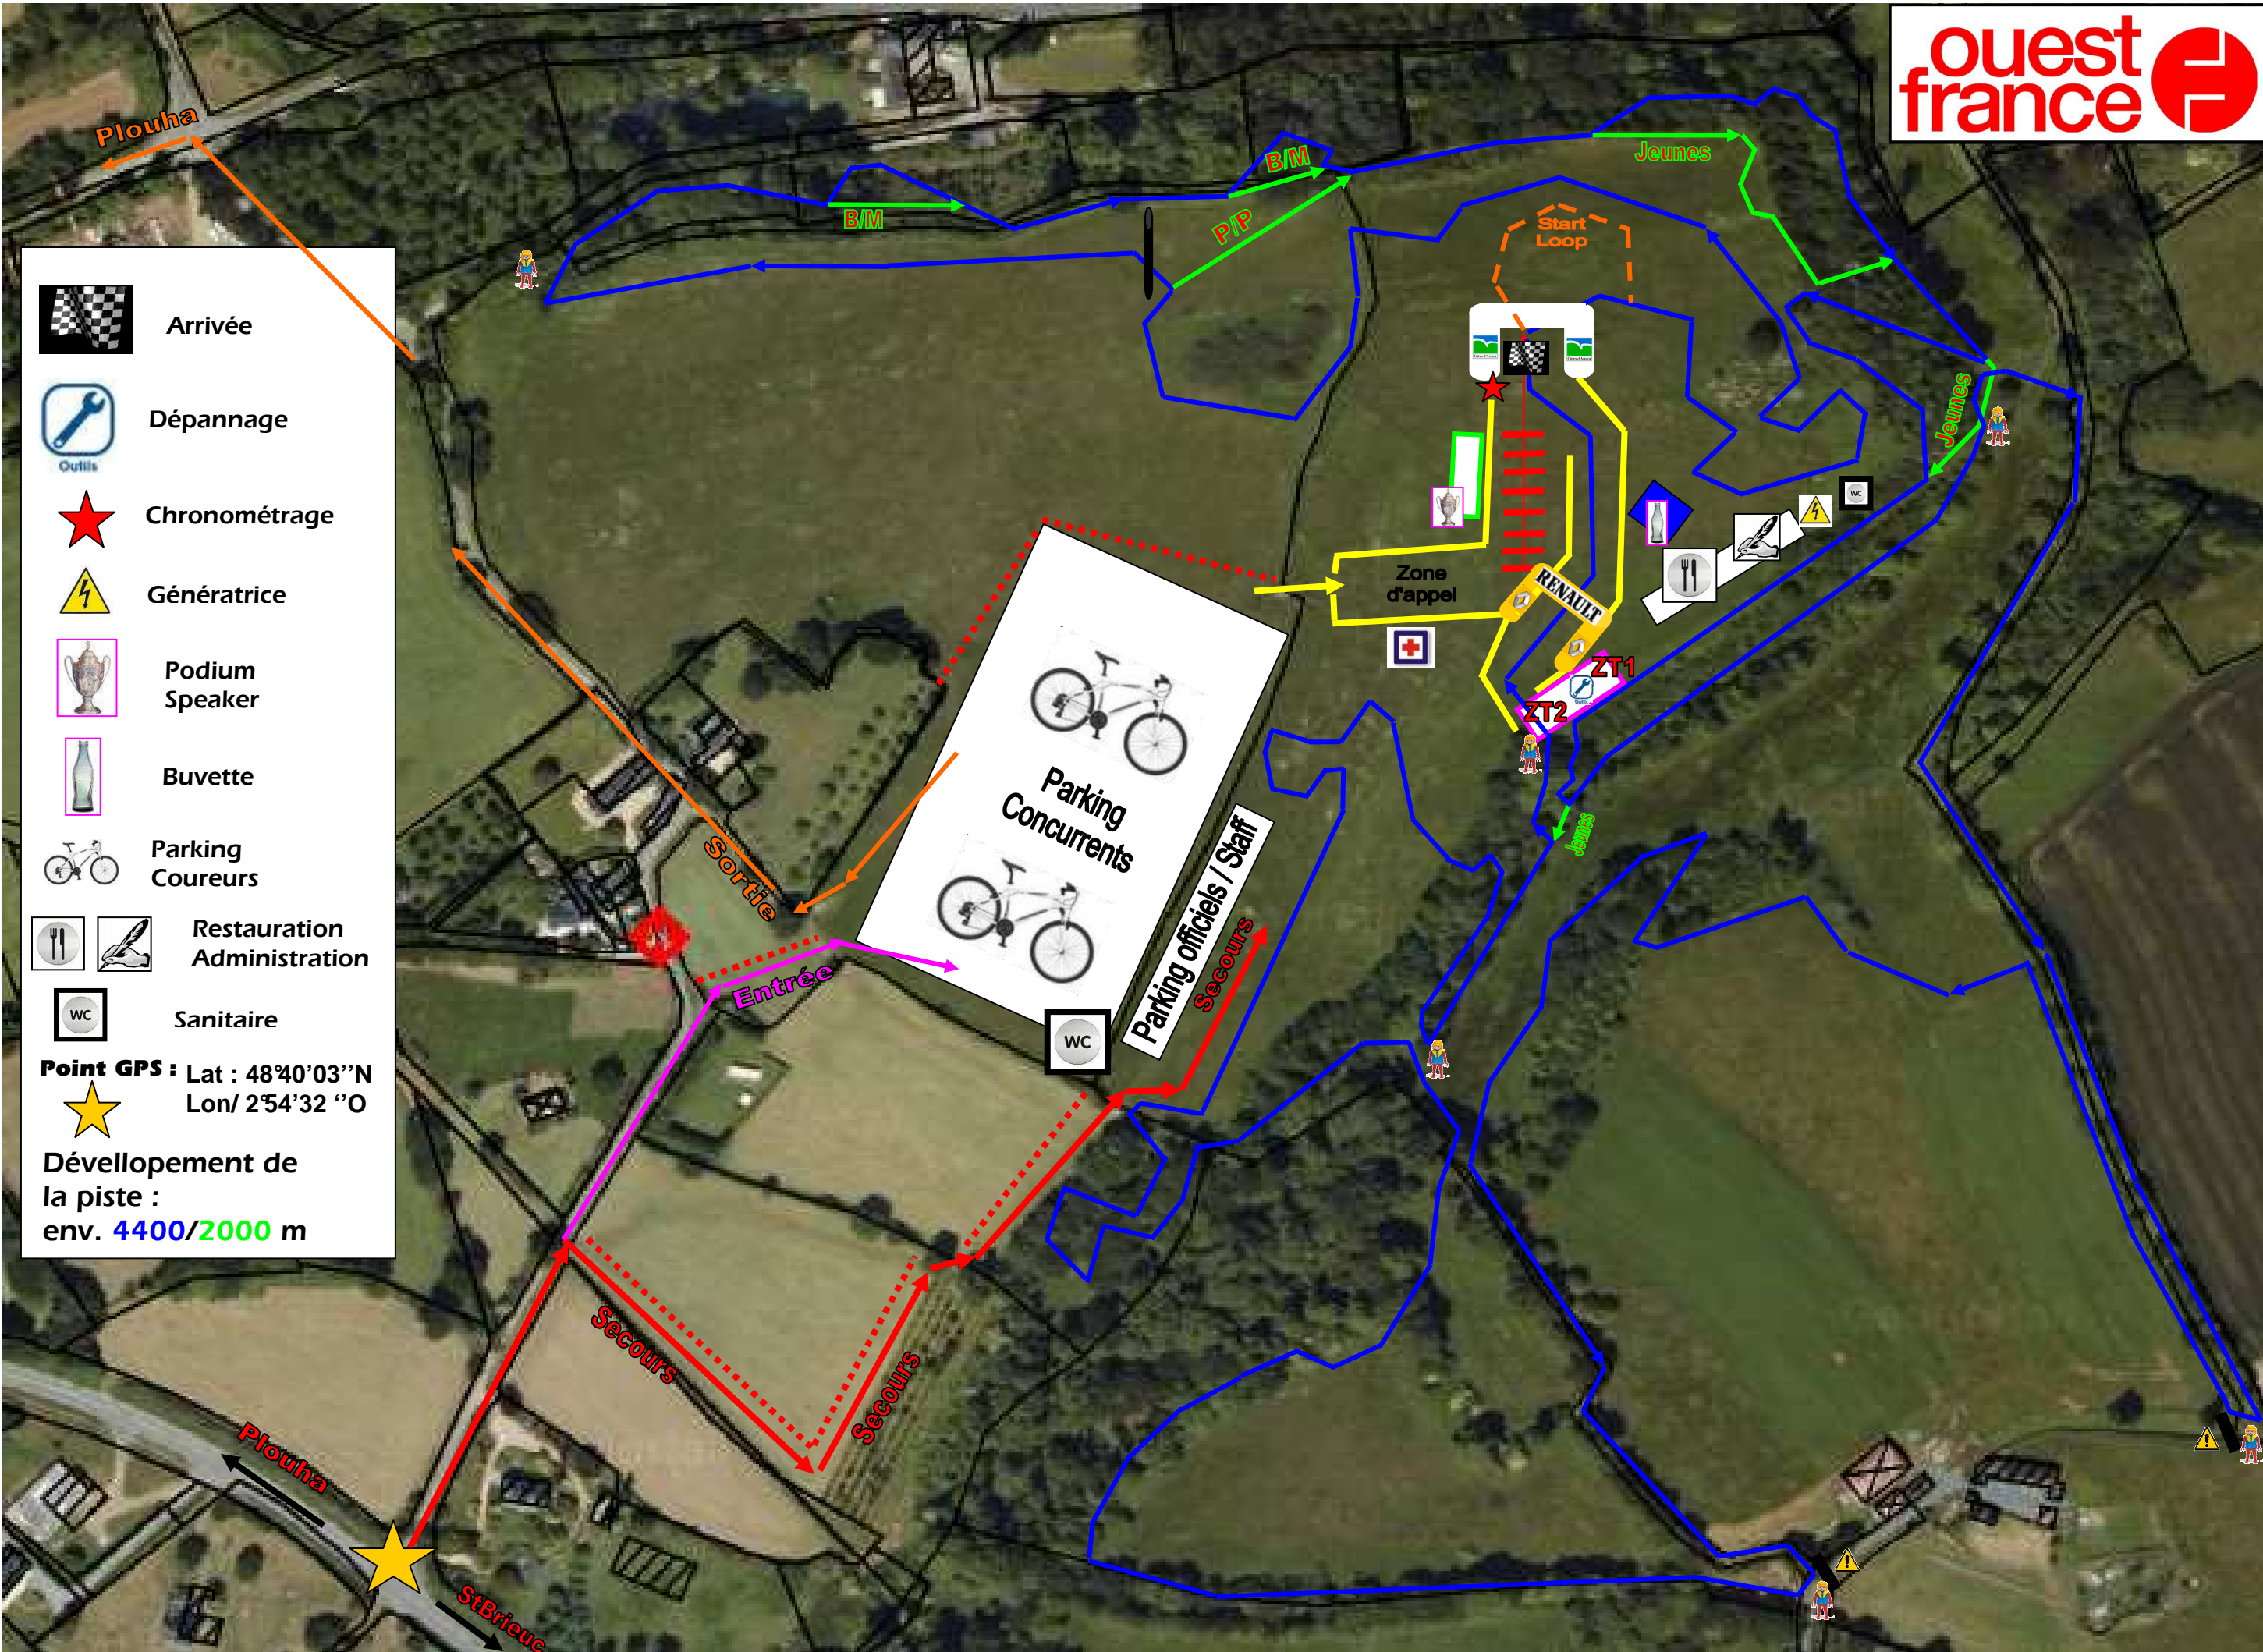 ouest
france
Plouha
B/M
B/M
P/P
Jeunes
Start
Loop
Jeunes
Arrivée
Dépannage
Outils
Chronométrage
Génératrice
Podium
Speaker
Buvette
Parking
Coureurs
Restauration
Administration
WC
Sanitaire
Point GPS :
Lat : 48°40'03''N
Lon/ 2°54'32 ''O
Dévellopement de
la piste :
env. 4400/2000 m
WC
Zone
d'appel
RENAULT
ZT1
ZT2
Jeunes
Parking
Concurrents
Parking officiels / Staff
Secours
Sortie
Entrée
WC
Secours
Secours
Plouha
StBrieuc